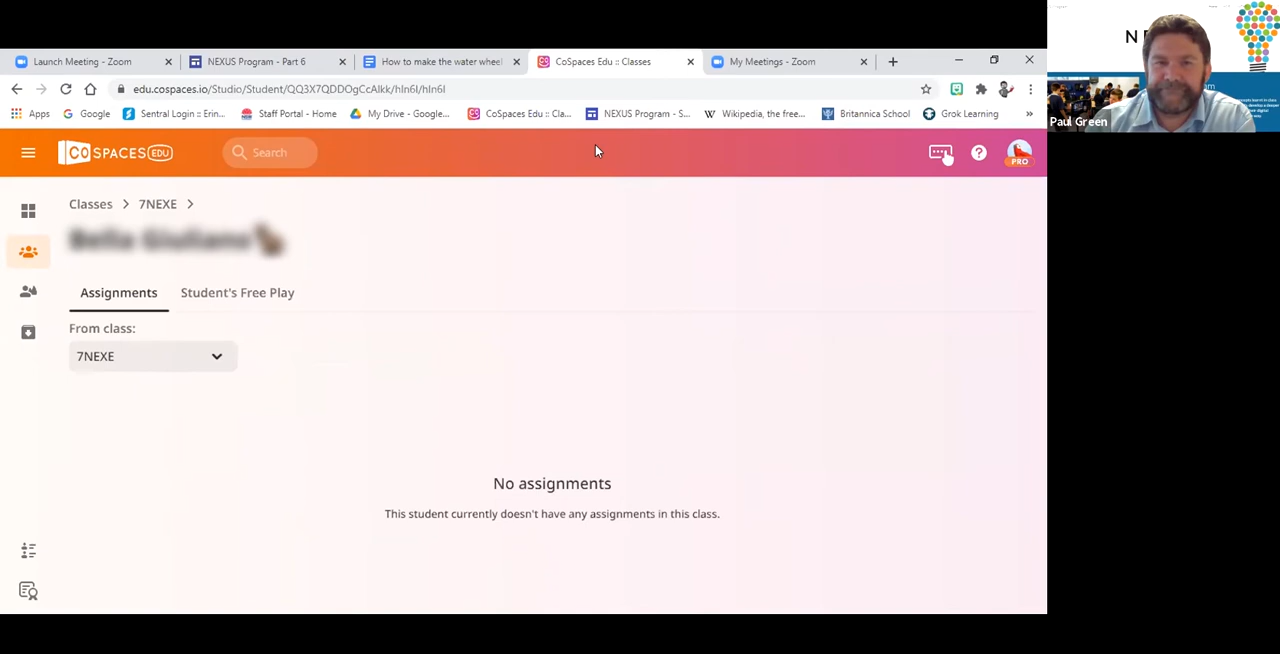 Launch Meeting - Zoom
NEXUS Program - Part 6
How to make the water wheel
CoSpaces Edu :: Classes
My Meetings - Zoom
edu.cospaces.io/Studio/Student/QQ3X7QDDOgCcAlkk/hln6l/hln6l
Apps
Google
Sentral Login :: Erin...
Staff Portal - Home
My Drive - Google...
CoSpaces Edu :: Cla...
NEXUS Program - S...
Wikipedia, the free...
Britannica School
Grok Learning
COSPACES EDU
Search
PRO
Classes
7NEXE
Assignments
Student's Free Play
From class:
7NEXE
No assignments
This student currently doesn't have any assignments in this class.
N
Paul Green